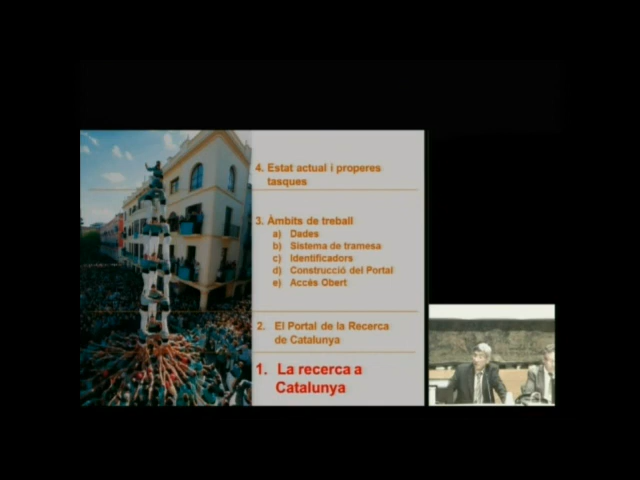 4. Estat actual i properes
tasques
3. Àmbits de treball
a) Dades
b) Sistema de tramesa
c) Identificadors
d) Construcció del Portal
e) Accés Obert
2. El Portal de la Recerca
de Catalunya
1. La recerca a
Catalunya